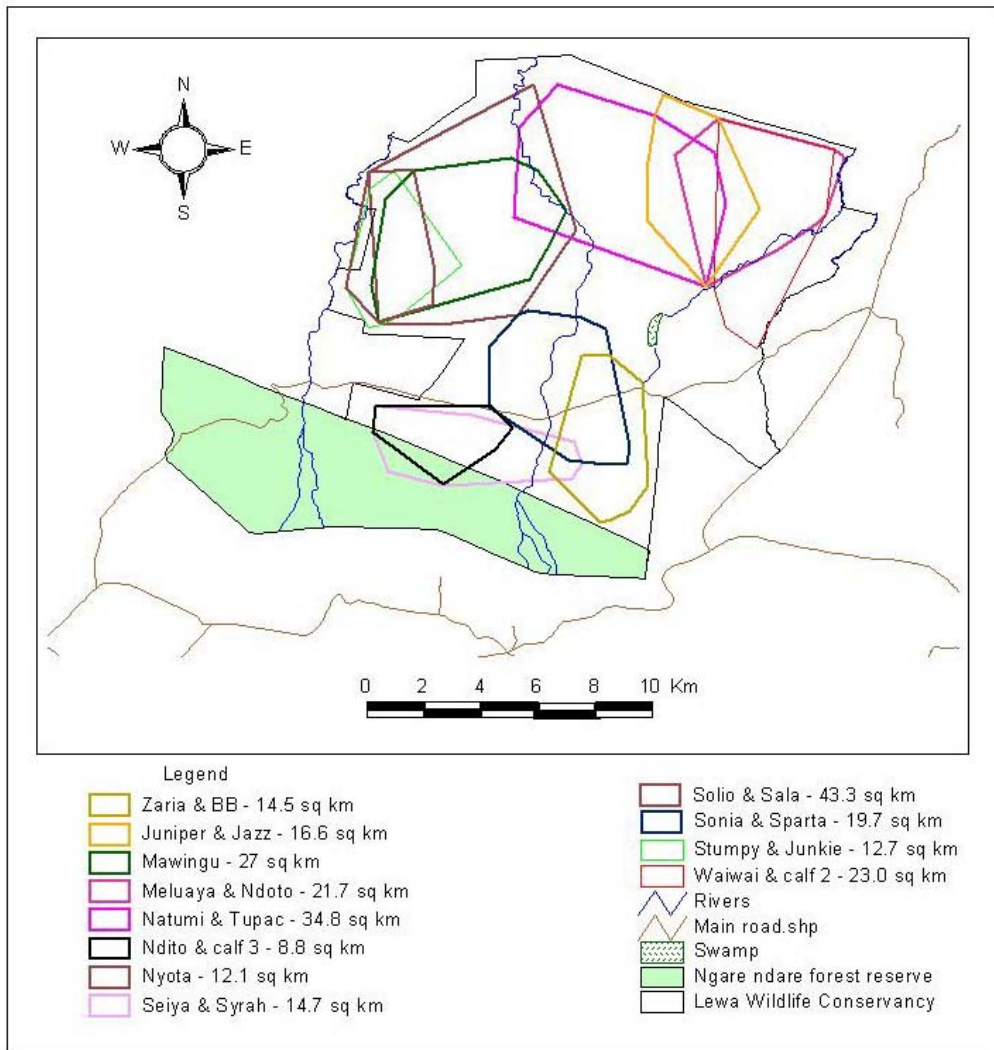 N
W E
S
0 2 4 6 8 10 Km
Legend
Zaria & BB - 14.5 sq km
Juniper & Jazz - 16.6 sq km
Mawingu - 27 sq km
Meluaya & Ndoto - 21.7 sq km
Natumi & Tupac - 34.8 sq km
Ndito & calf 3 - 8.8 sq km
Nyota - 12.1 sq km
Seiya & Syrah - 14.7 sq km
Solio & Sala - 43.3 sq km
Sonia & Sparta - 19.7 sq km
Stumpy & Junkie - 12.7 sq km
Waiwai & calf 2 - 23.0 sq km
Rivers
Main road.shp
Swamp
Ngare ndare forest reserve
Lewa Wildlife Conservancy